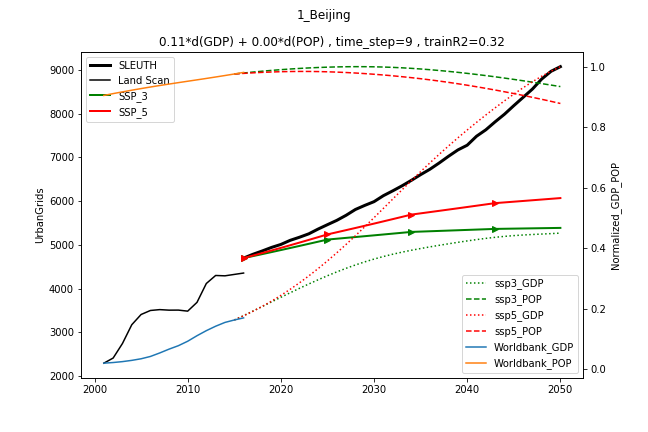 1_Beijing
0.11*d(GDP) + 0.00*d(POP) , time_step=9 , trainR2=0.32
SLEUTH
Land Scan
SSP_3
SSP_5
9000
8000
7000
6000
5000
4000
3000
2000
UrbanGrids
1.0
0.8
0.6
0.4
0.2
0.0
Normalized_GDP_POP
ssp3_GDP
ssp3_POP
ssp5_GDP
ssp5_POP
Worldbank_GDP
Worldbank_POP
2000 2010 2020 2030 2040 2050